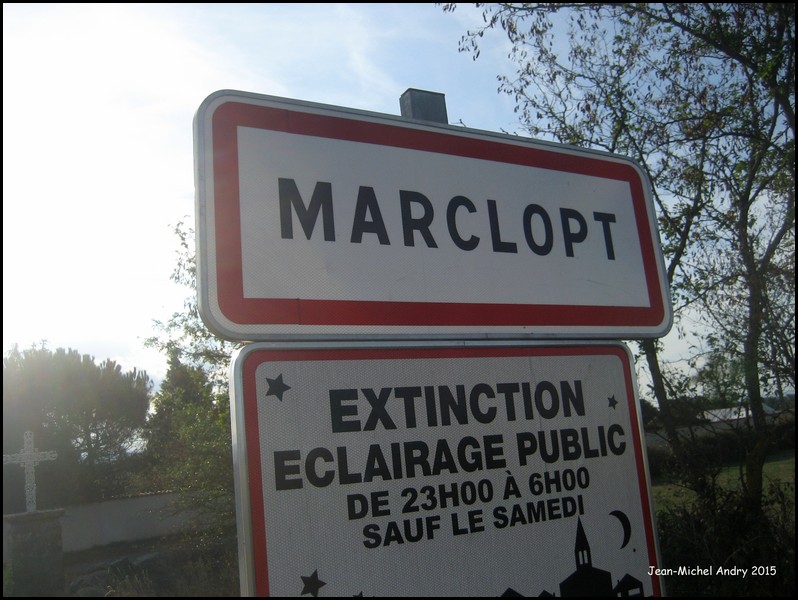 MARCLOPT
EXTINCTION
ECLAIRAGE PUBLIC
DE 23H00 À 6H00
SAUF LE SAMEDI
Jean-Michel Andry 2015